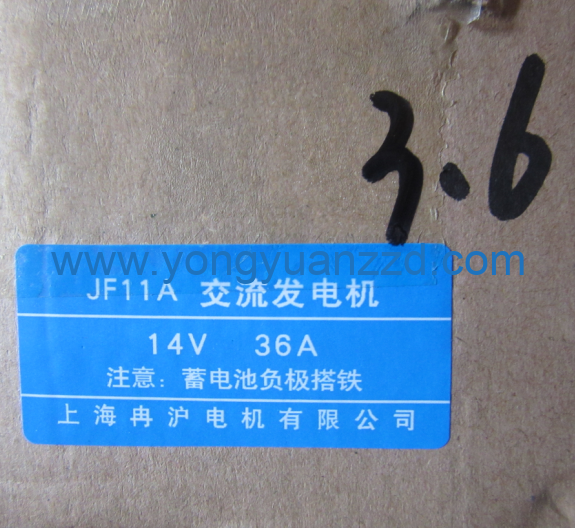 3.6
www.yongyuanzzd.com
JF11A 交流发电机
14V 36A
注意：蓄电池负极搭铁
上海冉沪电机有限公司